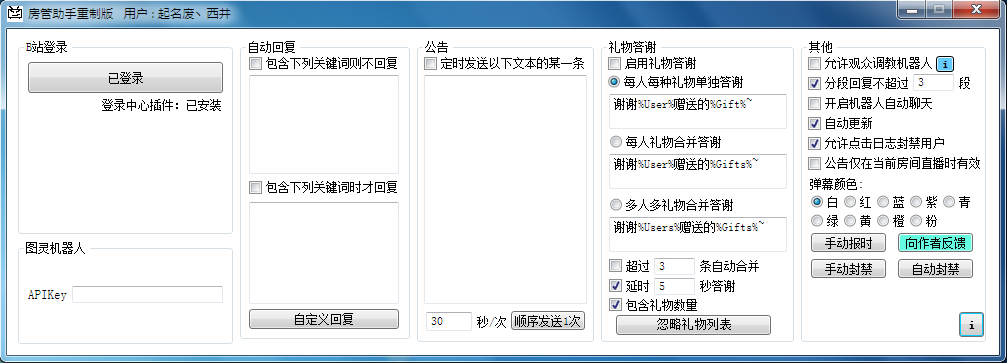 房管助手重制版 用户：起名废丶西井
B站登录
已登录
登录中心插件：已安装
图灵机器人
APIKey
自动回复
包含下列关键词则不回复
包含下列关键词时才回复
自定义回复
公告
定时发送以下文本的某一条
30 秒/次 顺序发送1次
礼物答谢
启用礼物答谢
每人每种礼物单独答谢
谢谢%User%赠送的%Gift%~
每人礼物合并答谢
谢谢%User%赠送的%Gifts%~
多人多礼物合并答谢
谢谢%Users%赠送的%Gifts%~
超过 3 条自动合并
延时 5 秒答谢
包含礼物数量
忽略礼物列表
其他
允许观众调教机器人 i
分段回复不超过 3 段
开启机器人自动聊天
自动更新
允许点击日志封禁用户
公告仅在当前房间直播时有效
弹幕颜色：
白 红 蓝 紫 青
绿 黄 橙 粉
手动报时 向作者反馈
手动封禁 自动封禁
i